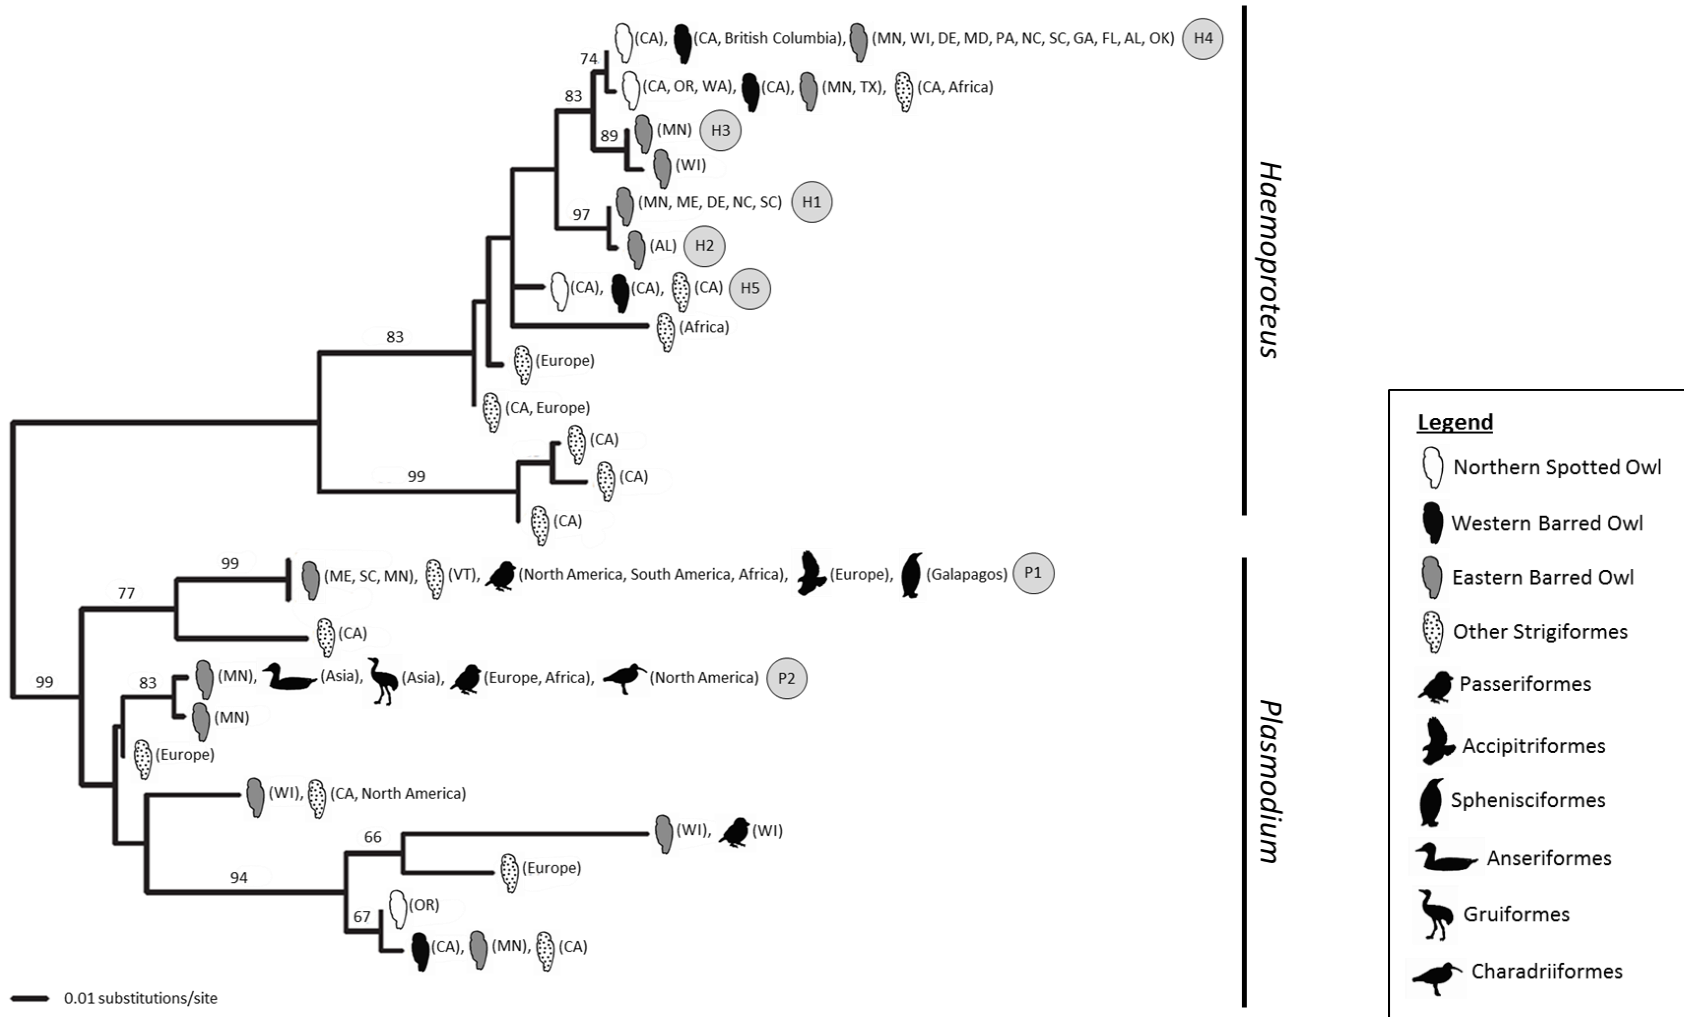 (CA), (CA, British Columbia), (MN, WI, DE, MD, PA, NC, SC, GA, FL, AL, OK) H4
74
(CA, OR, WA), (CA), (MN, TX), (CA, Africa)
83
(MN) H3
89
(WI)
(MN, ME, DE, NC, SC) H1
97
(AL) H2
(CA), (CA), (CA) H5
(Africa)
83
(Europe)
(CA, Europe)
(CA)
99
(CA)
(CA)
Haemoproteus
99
(ME, SC, MN), (VT), (North America, South America, Africa), (Europe), (Galapagos) P1
77
(CA)
99
83
(MN), (Asia), (Asia), (Europe, Africa), (North America) P2
(MN)
(Europe)
(WI), (CA, North America)
66
(WI), (WI)
(Europe)
94
(OR)
67
(CA), (MN), (CA)
Plasmodium
0.01 substitutions/site
Legend
Northern Spotted Owl
Western Barred Owl
Eastern Barred Owl
Other Strigiformes
Passeriformes
Accipitriformes
Sphenisciformes
Anseriformes
Gruiformes
Charadriiformes